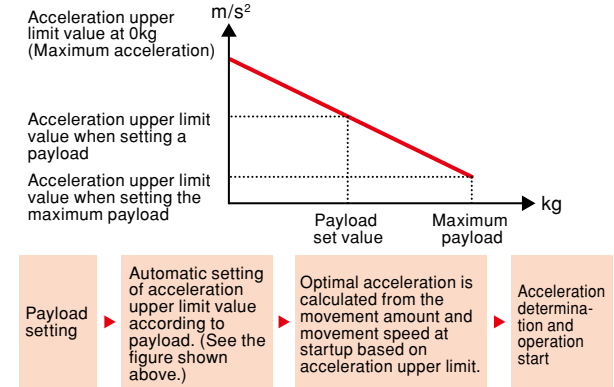 Acceleration upper
limit value at 0kg
(Maximum acceleration)
m/s²
Acceleration upper limit
value when setting a
payload
Acceleration upper limit
value when setting the
maximum payload
kg
Payload
set value
Maximum
payload
Payload
setting
Automatic setting
of acceleration
upper limit value
according to
payload. (See the
figure shown
above.)
Optimal acceleration is
calculated from the
movement amount and
movement speed at
startup based on
acceleration upper limit.
Acceleration
determina-
tion and
operation
start